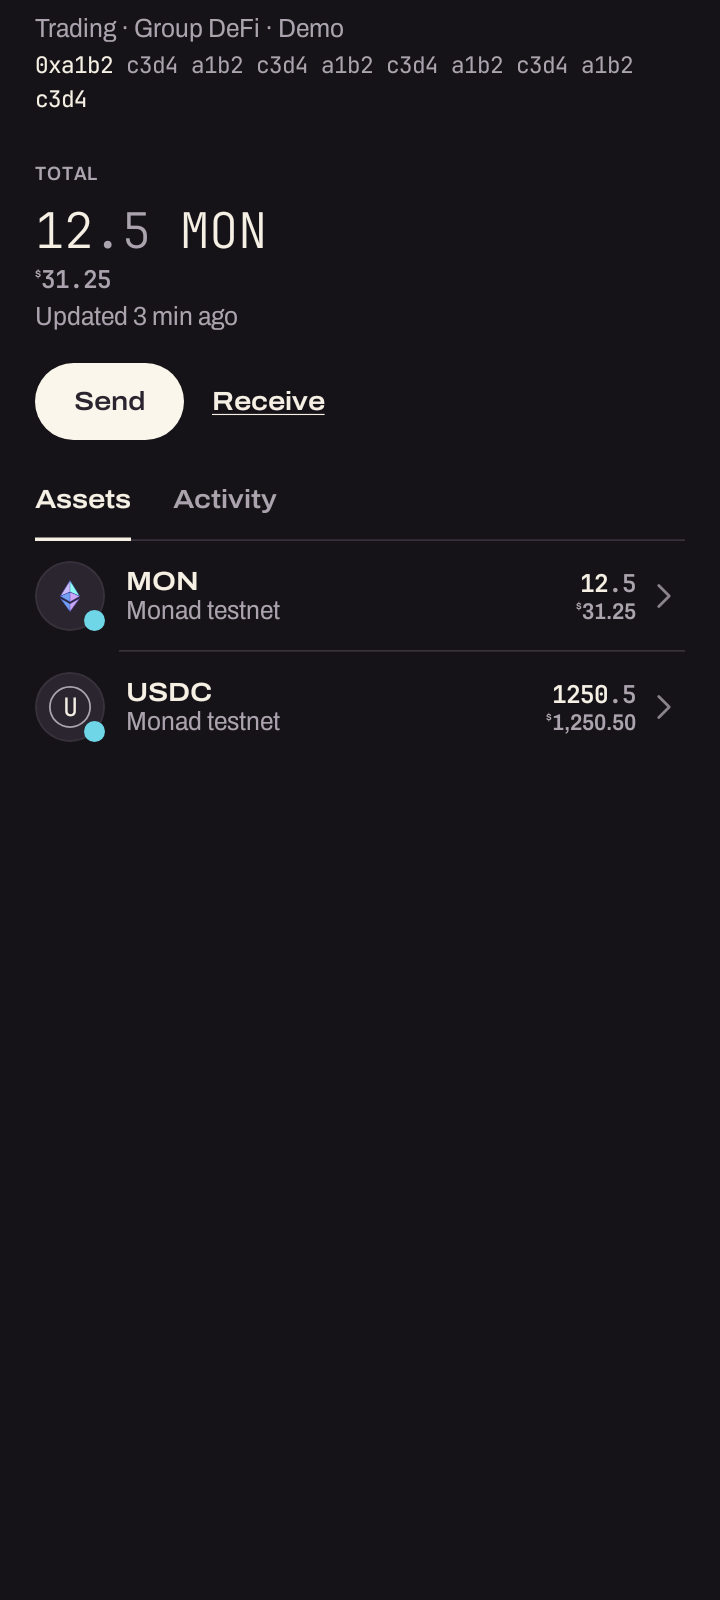 Trading · Group DeFi · Demo
0xa1b2 c3d4 a1b2 c3d4 a1b2 c3d4 a1b2 c3d4 a1b2
c3d4
TOTAL
12.5 MON
$31.25
Updated 3 min ago
Send Receive
Assets Activity
MON 12.5
Monad testnet $31.25
USDC 1250.5
U
Monad testnet $1,250.50